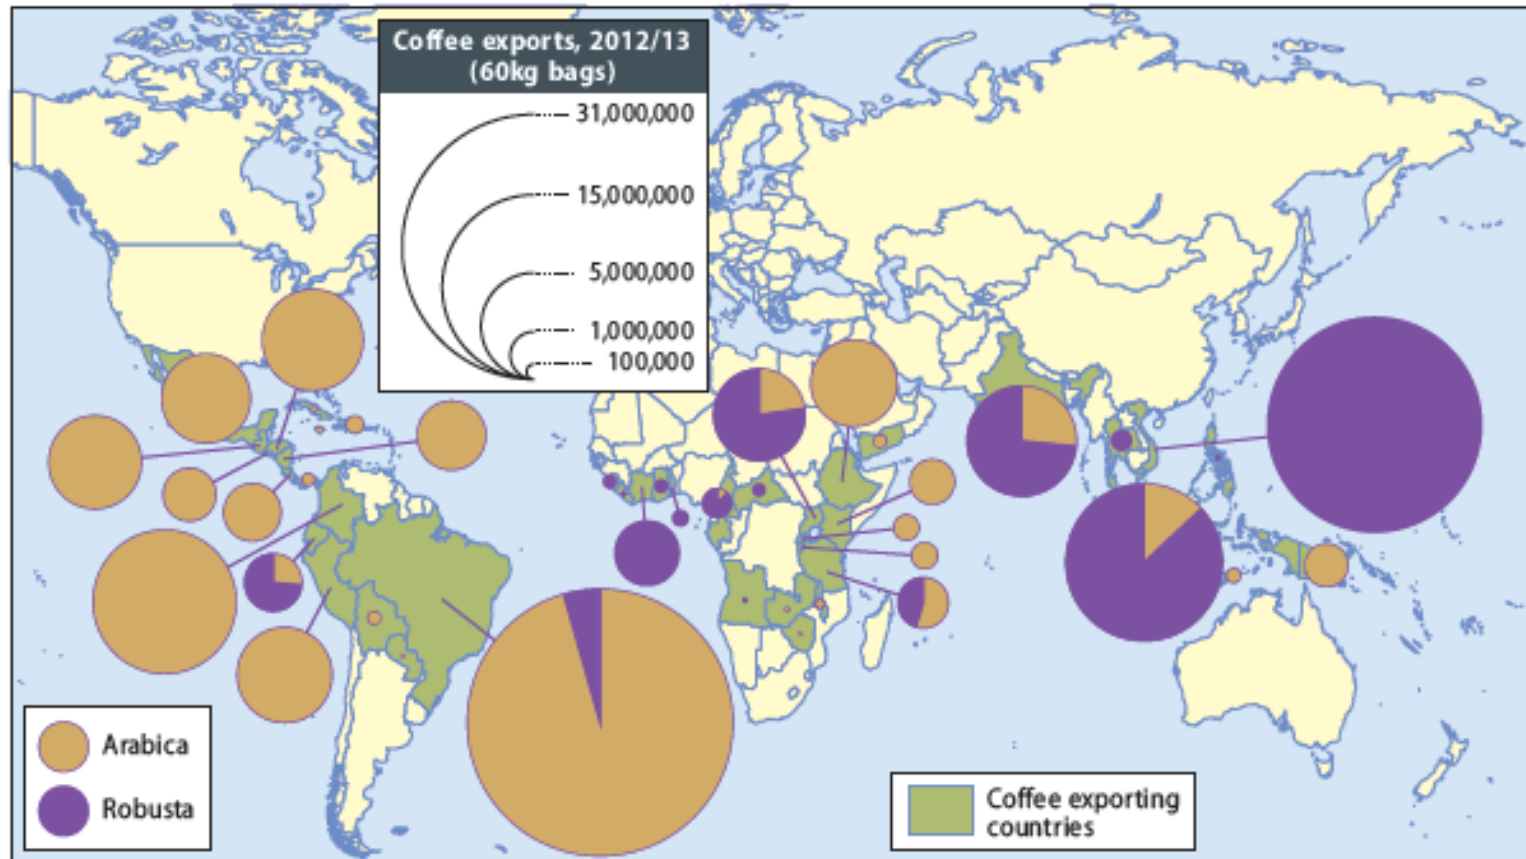 Coffee exports, 2012/13
(60kg bags)
31,000,000
15,000,000
5,000,000
1,000,000
100,000
Arabica
Robusta
Coffee exporting
countries